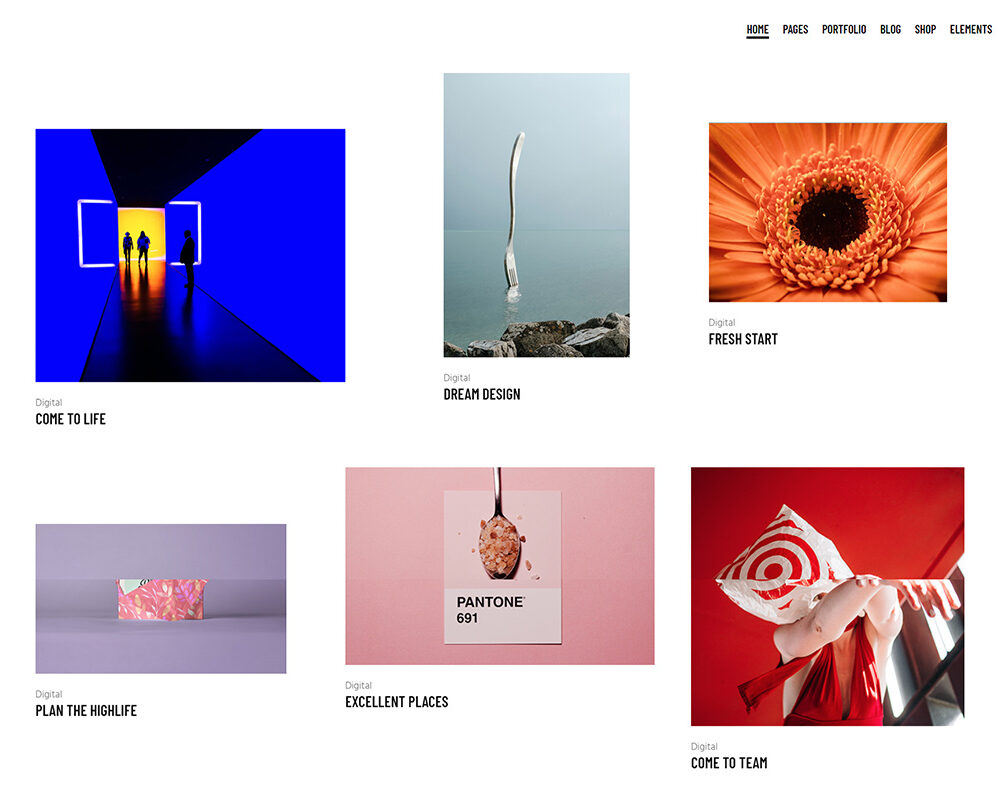 HOME PAGES PORTFOLIO BLOG SHOP ELEMENTS
Digital
COME TO LIFE
Digital
DREAM DESIGN
Digital
FRESH START
Digital
PLAN THE HIGHLIFE
PANTONE®
691
Digital
EXCELLENT PLACES
Digital
COME TO TEAM